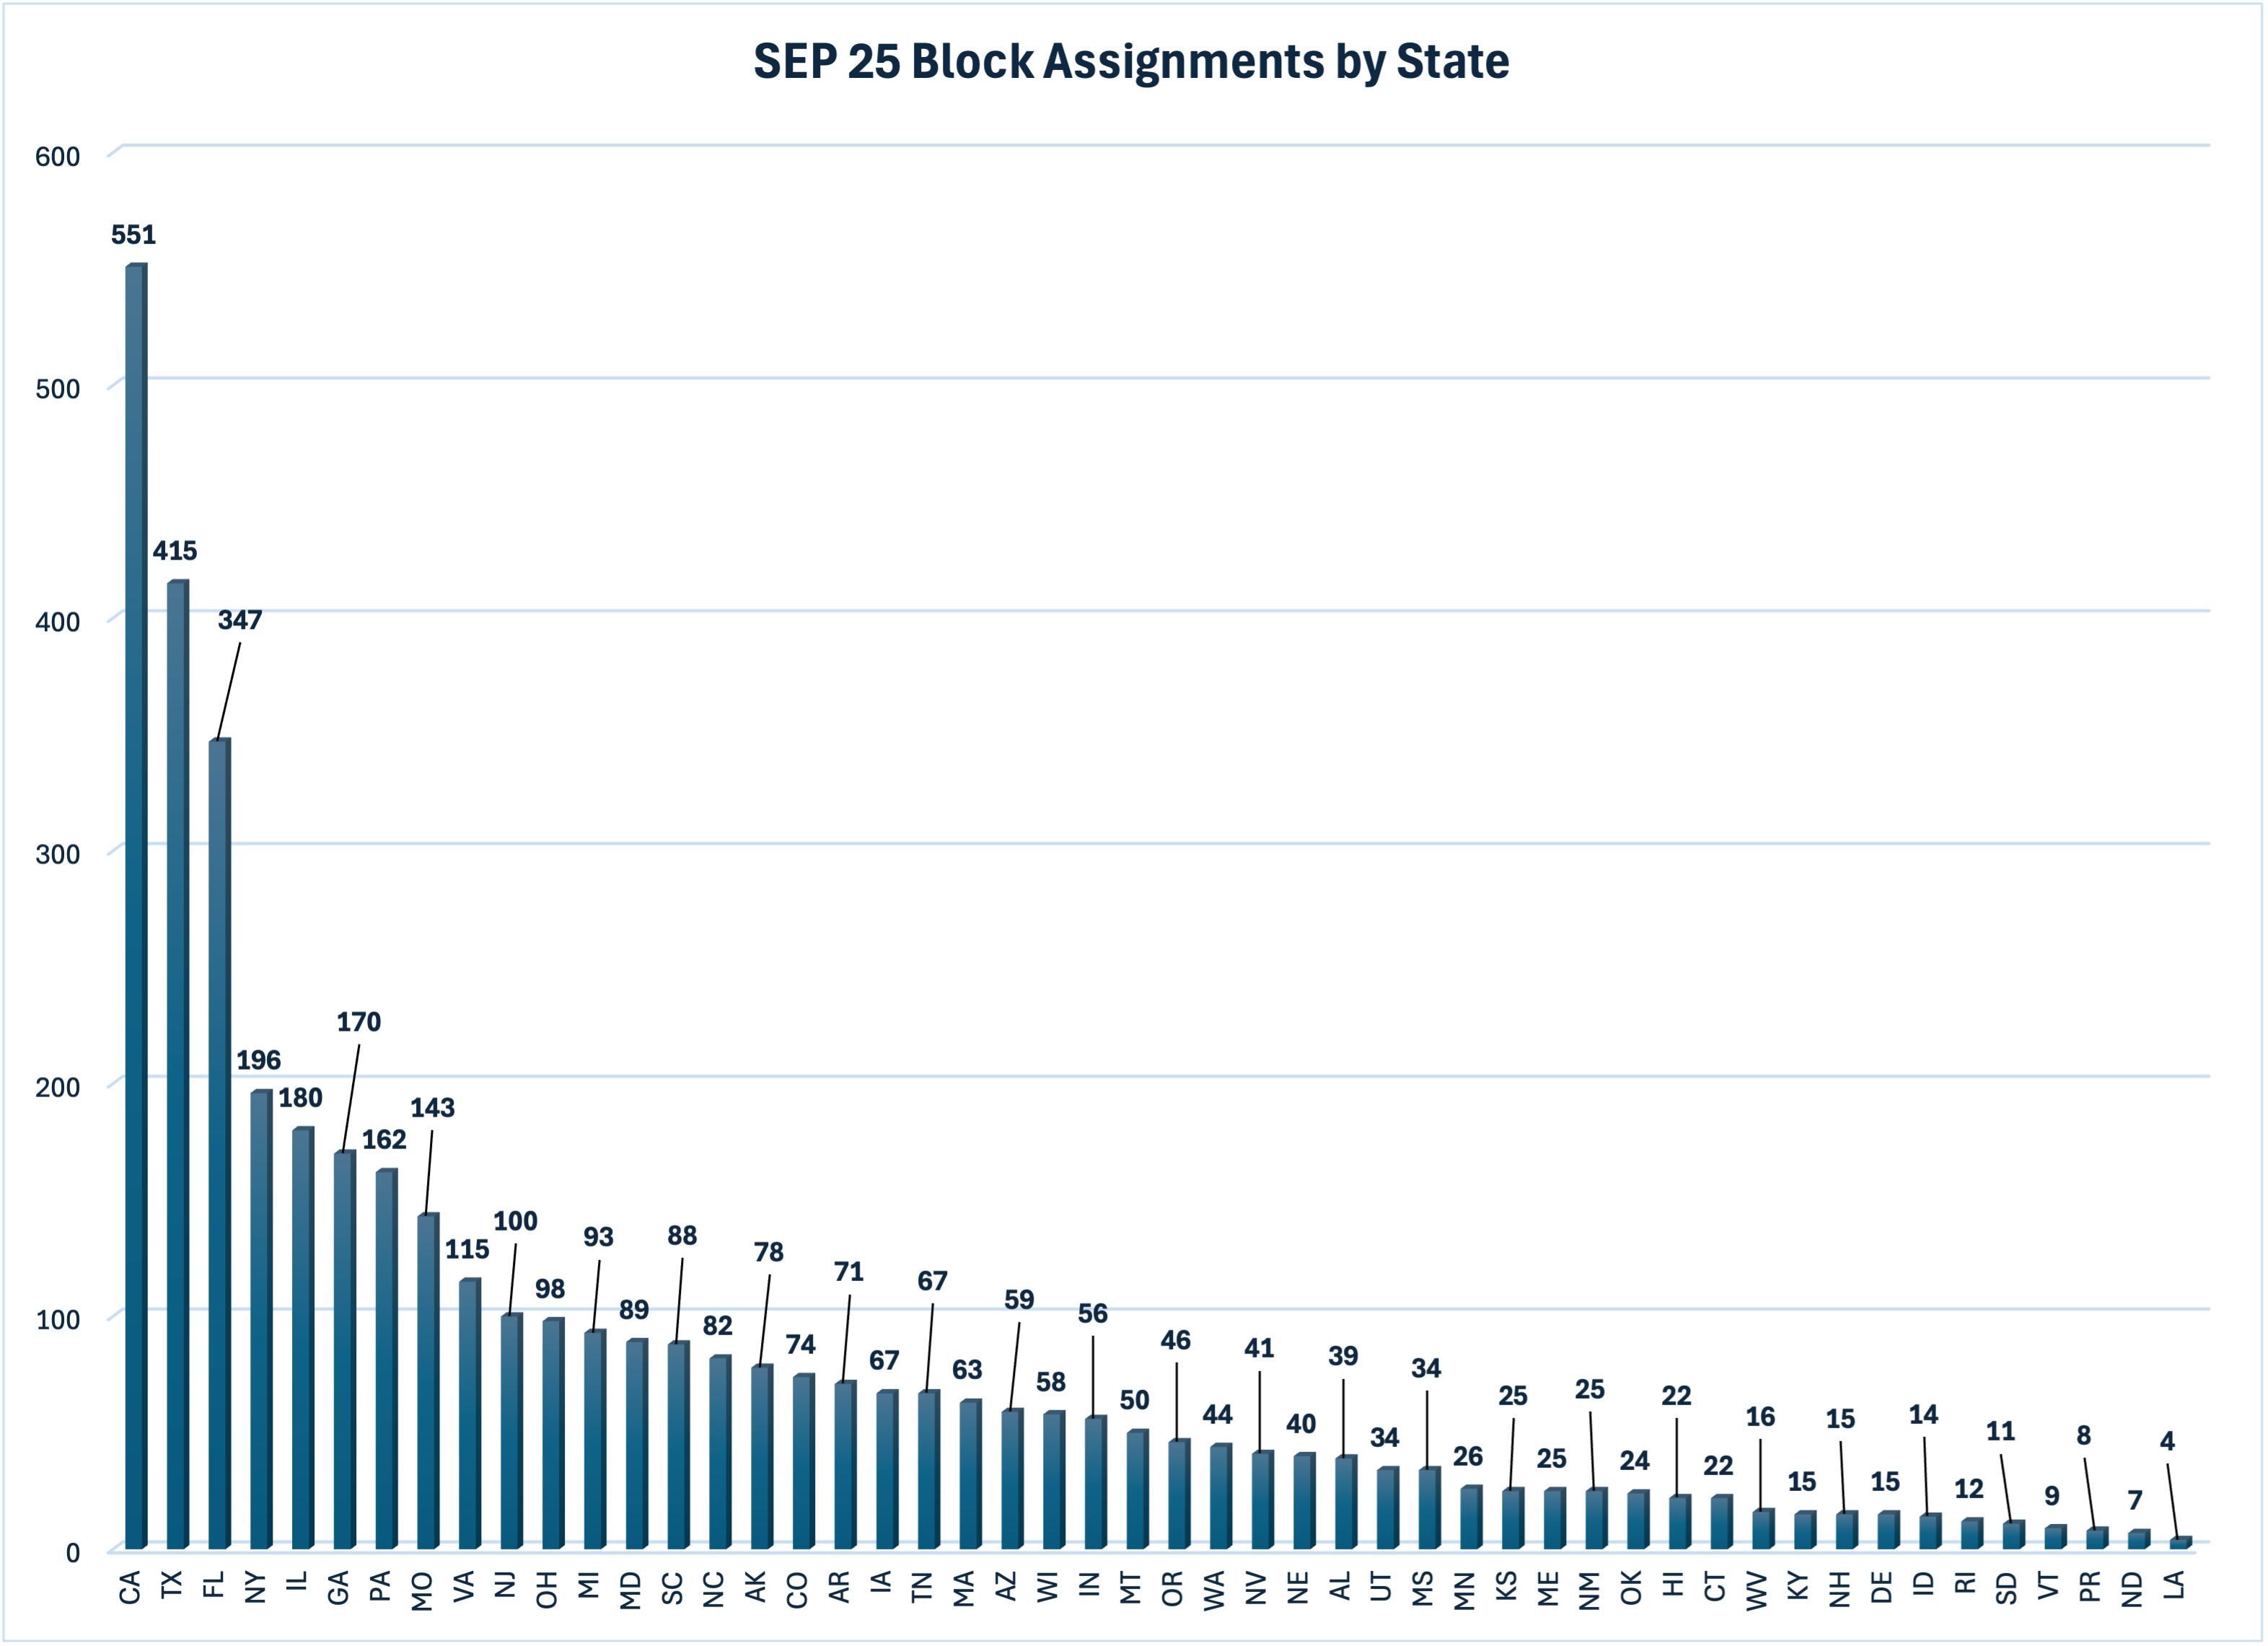 SEP 25 Block Assignments by State
600
500
400
300
200
100
0
551
415
347
196
180
170
162
143
115
100
98
93
89
88
82
78
74
71
67
67
63
59
58
56
50
46
44
41
40
39
34
34
26
25
25
25
24
22
22
16
15
15
15
14
12
11
9
8
7
4
CA
TX
FL
NY
IL
GA
PA
MO
VA
NJ
OH
MI
MD
SC
NC
AK
CO
AR
IA
TN
MA
AZ
WI
IN
MT
OR
WA
NV
NE
AL
UT
MS
MN
KS
ME
NM
OK
HI
CT
WV
KY
NH
DE
ID
RI
SD
VT
PR
ND
LA